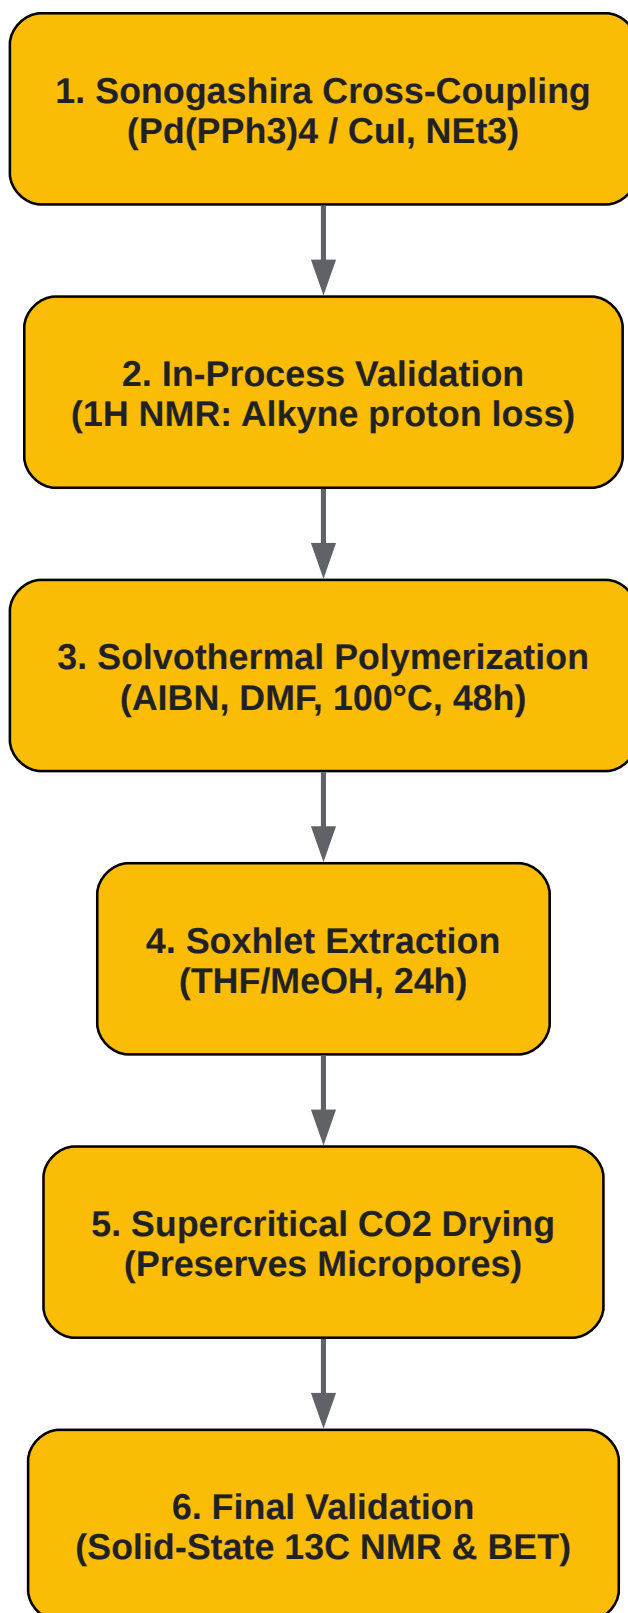 1. Sonogashira Cross-Coupling
(Pd(PPh3)4 / CuI, NEt3)
2. In-Process Validation
(1H NMR: Alkyne proton loss)
3. Solvothermal Polymerization
(AIBN, DMF, 100°C, 48h)
4. Soxhlet Extraction
(THF/MeOH, 24h)
5. Supercritical CO2 Drying
(Preserves Micropores)
6. Final Validation
(Solid-State 13C NMR & BET)